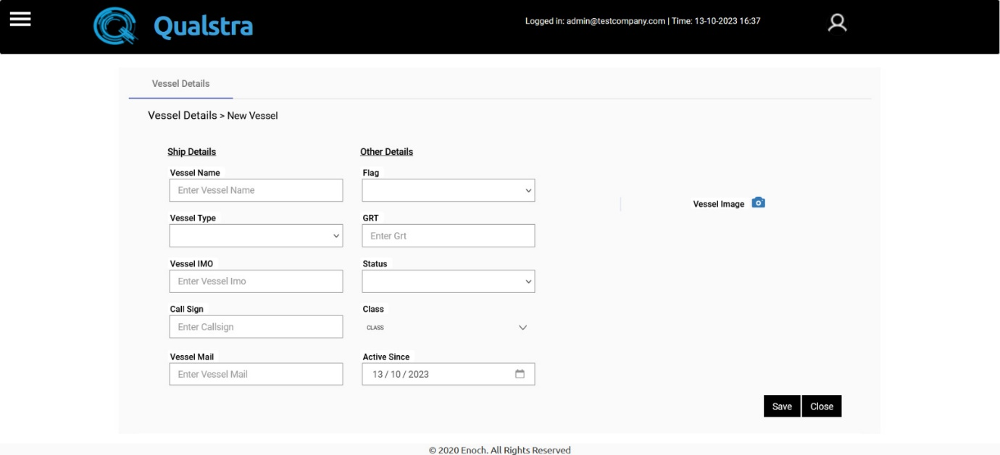 Qualstra
Logged in: admin@testcompany.com | Time: 13-10-2023 16:37
Vessel Details
Vessel Details > New Vessel
Ship Details
Vessel Name
Enter Vessel Name
Vessel Type
Vessel IMO
Enter Vessel Imo
Call Sign
Enter Callsign
Vessel Mail
Enter Vessel Mail
Other Details
Flag
GRT
Enter Grt
Status
Class
CLASS
Active Since
13 / 10 / 2023
Vessel Image
Save Close
© 2020 Enoch. All Rights Reserved